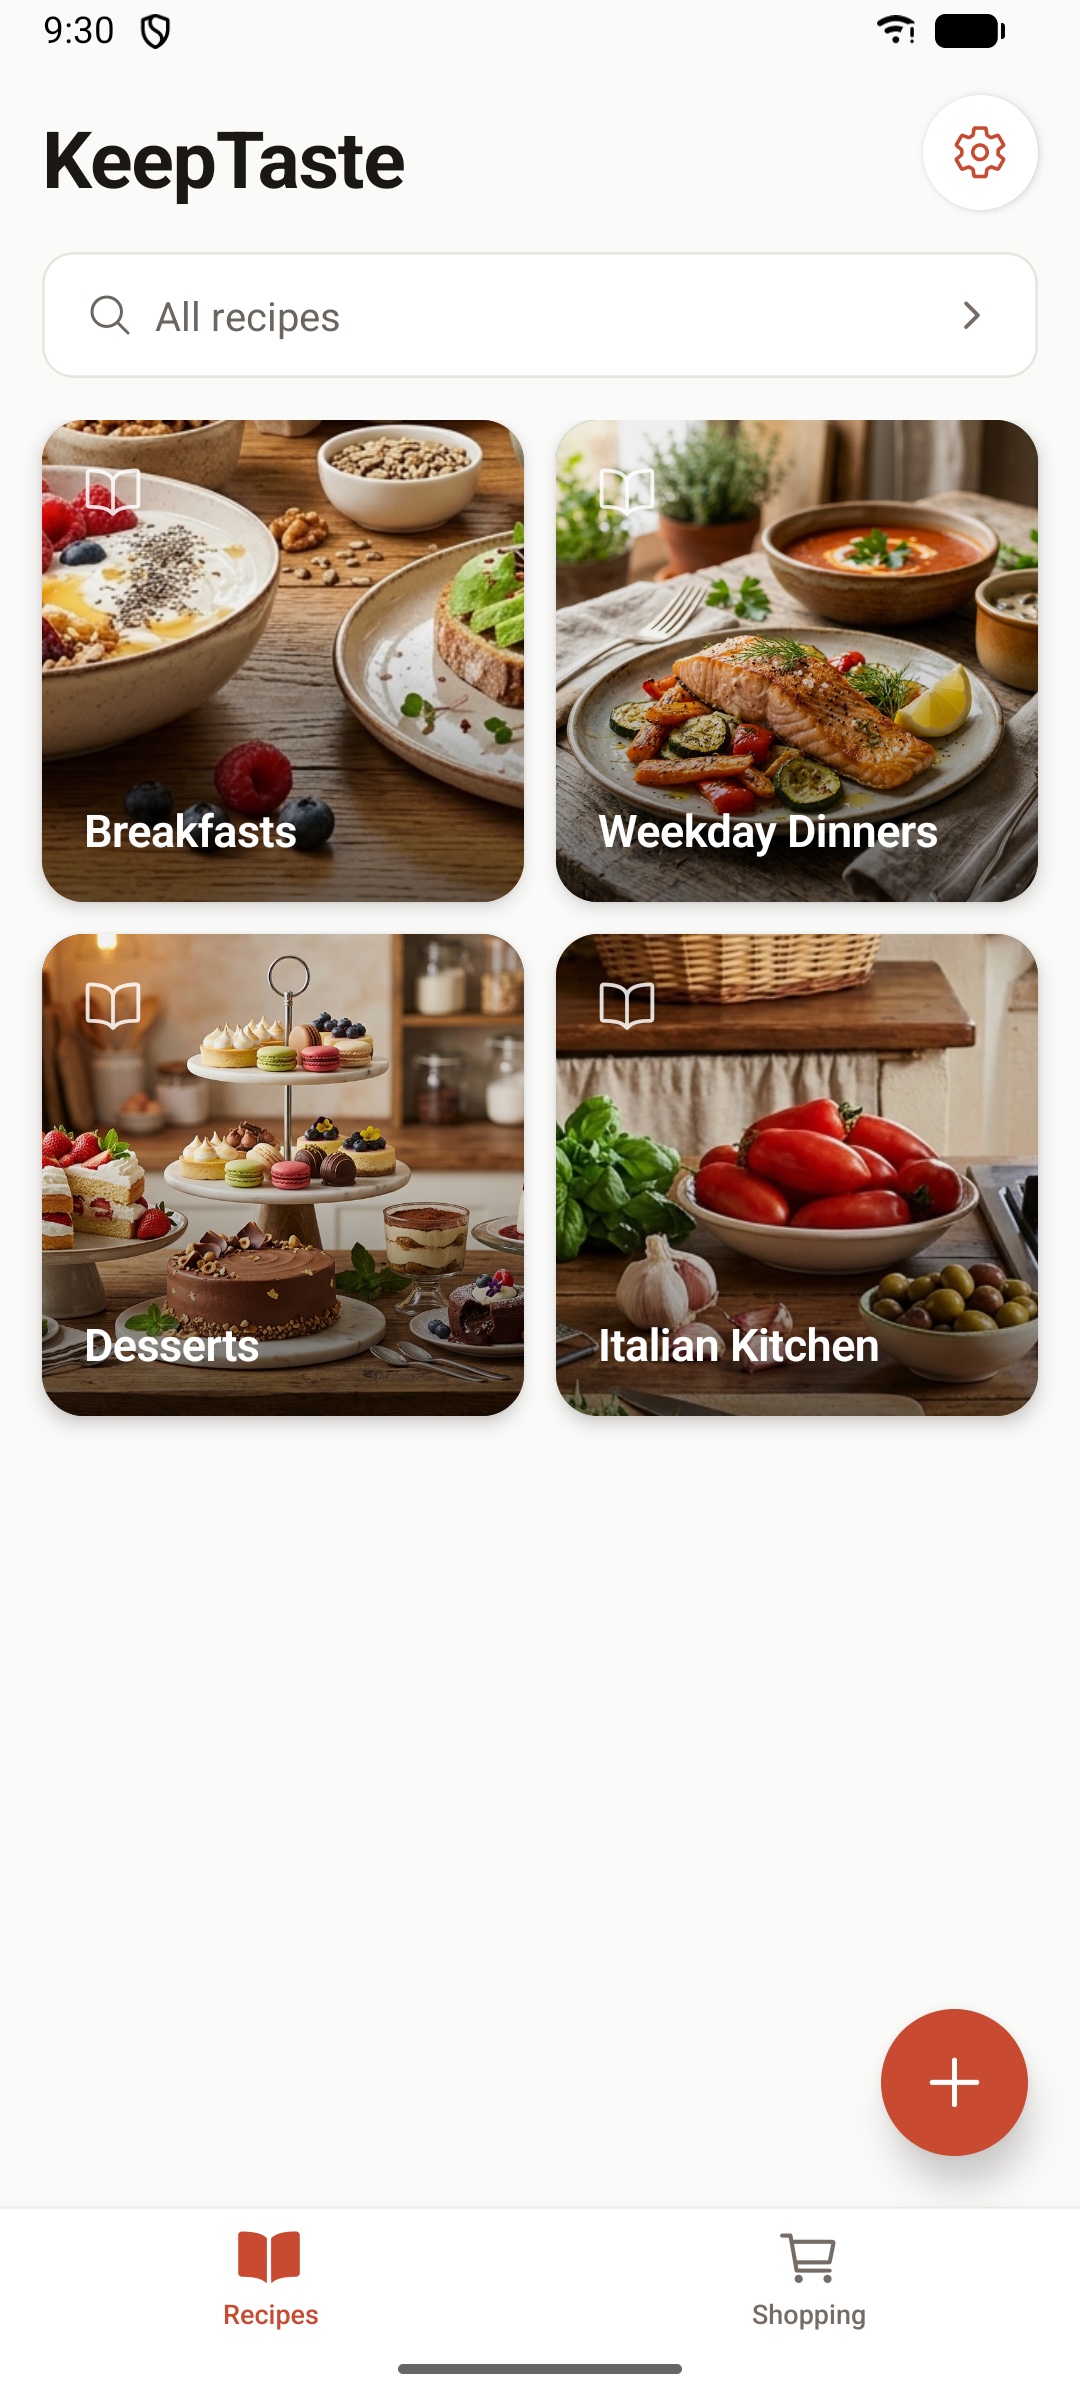 9:30
KeepTaste
All recipes
Breakfasts
Weekday Dinners
Desserts
Italian Kitchen
Recipes
Shopping